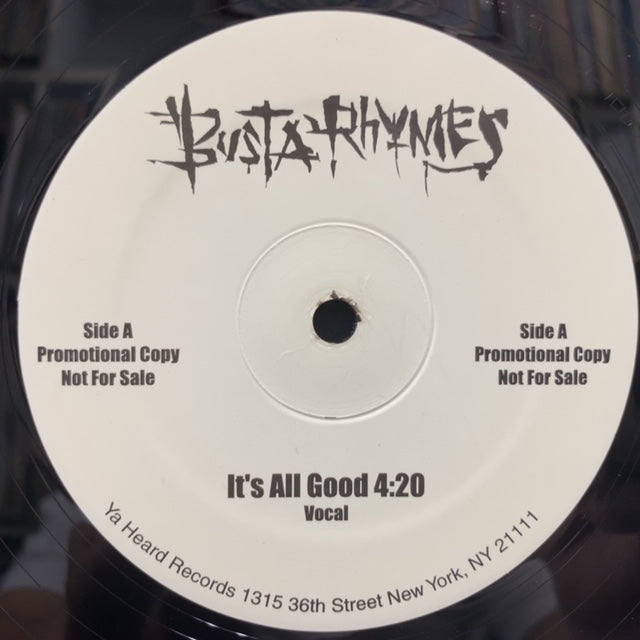 BUSTA RHYMES
Side A
Promotional Copy
Not For Sale
Side A
Promotional Copy
Not For Sale
It's All Good 4:20
Vocal
Ya Heard Records 1315 36th Street New York, NY 21111